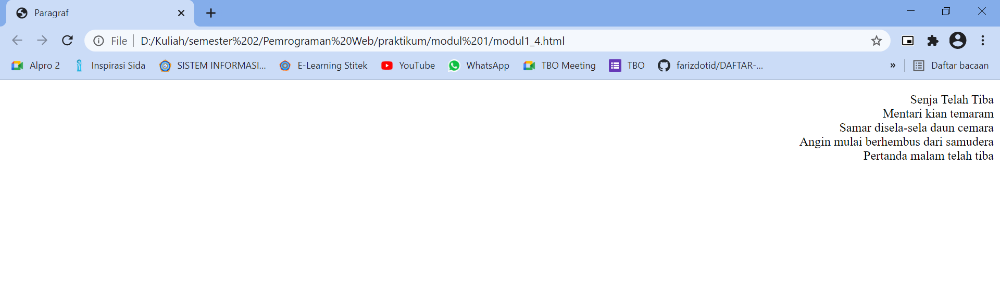 Paragraf
File D:/Kuliah/semester%202/Pemrograman%20Web/praktikum/modul%201/modul1_4.html
Alpro 2 Inspirasi Sida SISTEM INFORMASI... E-Learning Stitek YouTube WhatsApp TBO Meeting TBO farizdotid/DAFTAR-... » Daftar bacaan
Senja Telah Tiba
Mentari kian temaram
Samar disela-sela daun cemara
Angin mulai berhembus dari samudera
Pertanda malam telah tiba